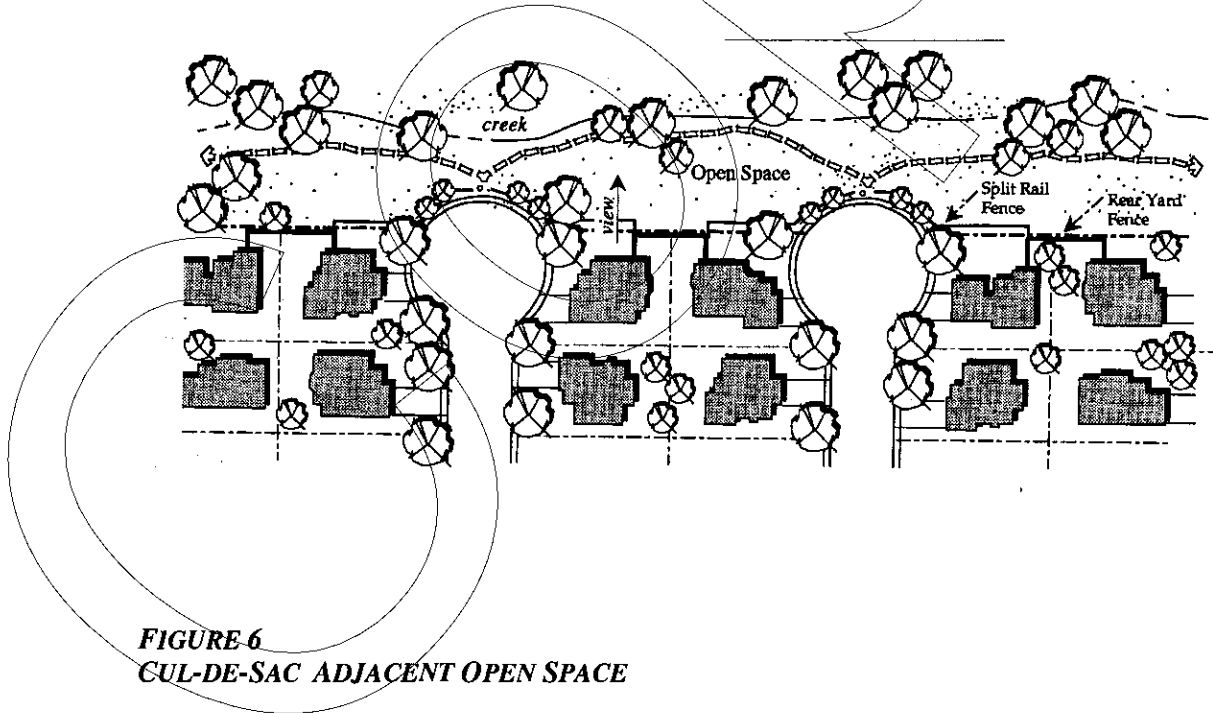 creek
Open Space
view
Split Rail
Fence
Rear Yard
Fence
FIGURE 6
CUL-DE-SAC ADJACENT OPEN SPACE